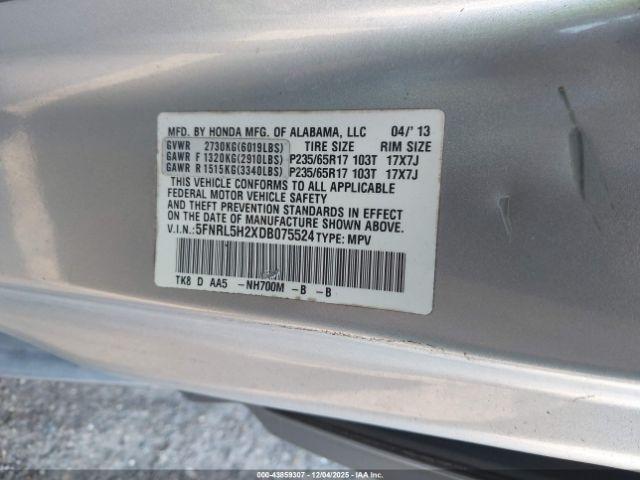 MFD. BY HONDA MFG. OF ALABAMA, LLC 04/'13
GVWR 2730KG(6019LBS) TIRE SIZE RIM SIZE
GAWR F 1320KG(2910LBS) P235/65R17 103T 17X7J
GAWR R 1515KG(3340LBS) P235/65R17 103T 17X7J
THIS VEHICLE CONFORMS TO ALL APPLICABLE
FEDERAL MOTOR VEHICLE SAFETY
AND THEFT PREVENTION STANDARDS IN EFFECT
ON THE DATE OF MANUFACTURE SHOWN ABOVE.
V.I.N.: 5FNRL5H2XDB075524 TYPE: MPV
TK8 D AA5 -NH700M -B -B
000-43859307 - 12/04/2025 - IAA Inc.